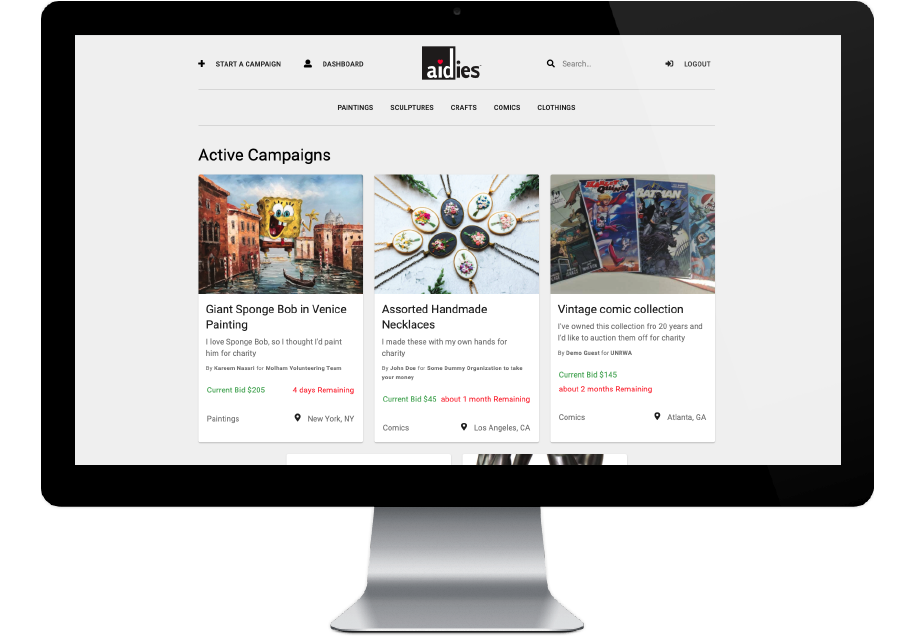 START A CAMPAIGN
DASHBOARD
aidies
Search...
LOGOUT
PAINTINGS SCULPTURES CRAFTS COMICS CLOTHINGS
Active Campaigns
Giant Sponge Bob in Venice
Painting
I love Sponge Bob, so I thought I'd paint
him for charity
By Kareem Nassri for Molham Volunteering Team
Current Bid $205 4 days Remaining
Paintings New York, NY
Assorted Handmade
Necklaces
I made these with my own hands for
charity
By John Doe for Some Dummy Organization to take
your money
Current Bid $45 about 1 month Remaining
Comics Los Angeles, CA
BATMAN
Vintage comic collection
I've owned this collection fro 20 years and
I'd like to auction them off for charity
By Demo Guest for UNRWA
Current Bid $145
about 2 months Remaining
Comics Atlanta, GA